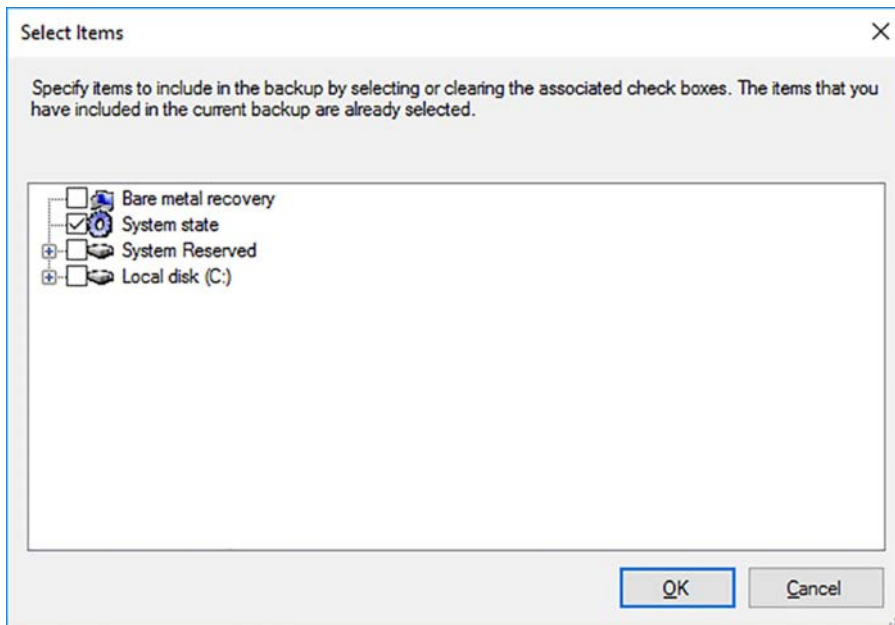 Select Items
Specify items to include in the backup by selecting or clearing the associated check boxes. The items that you
have included in the current backup are already selected.
Bare metal recovery
System state
System Reserved
Local disk (C:)
OK
Cancel